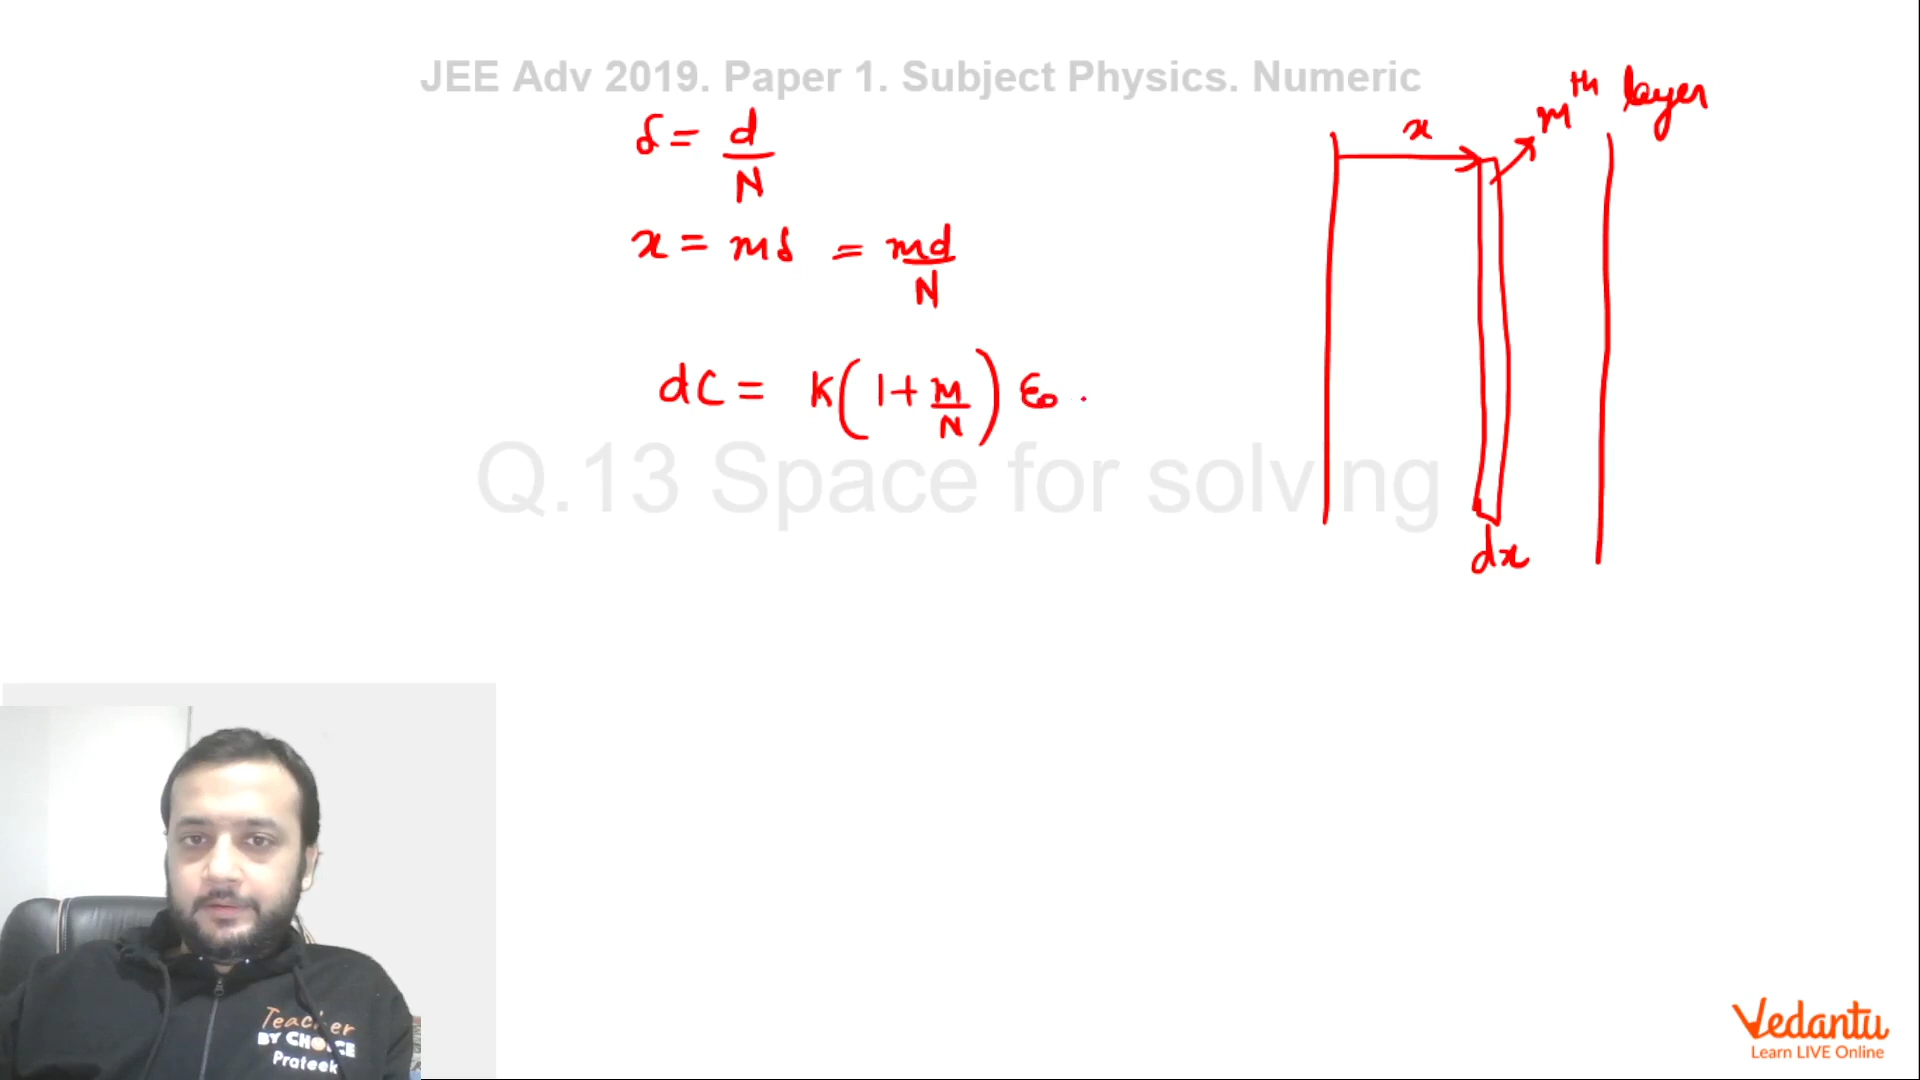 JEE Adv 2019. Paper 1. Subject Physics. Numeric
δ = d/N
x = mδ = md/N
dC = K(1 + m/N) ε₀ .
Q.13 Space for solving
x
mᵗʰ layer
dx
Teacher
BY CHOICE
Prateek
Vedantu
Learn LIVE Online